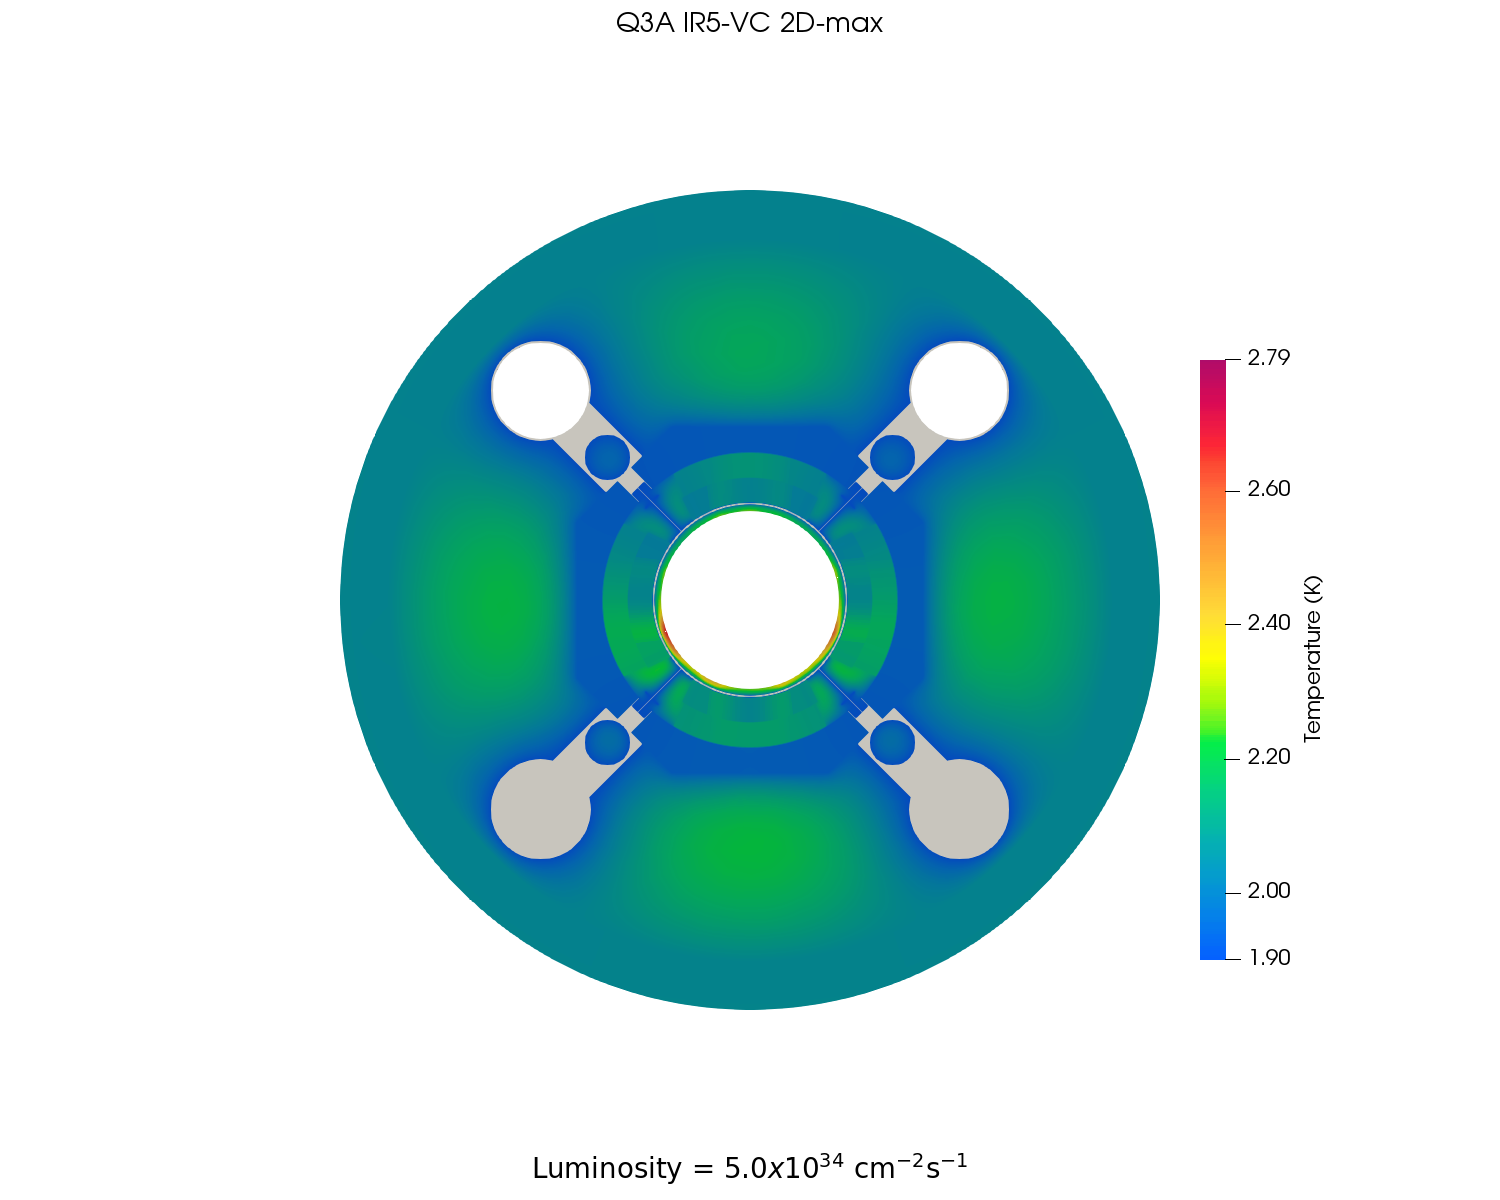 Q3A IR5-VC 2D-max
2.79
2.60
2.40
2.20
2.00
1.90
Temperature (K)
Luminosity = 5.0x10³⁴ cm⁻²s⁻¹